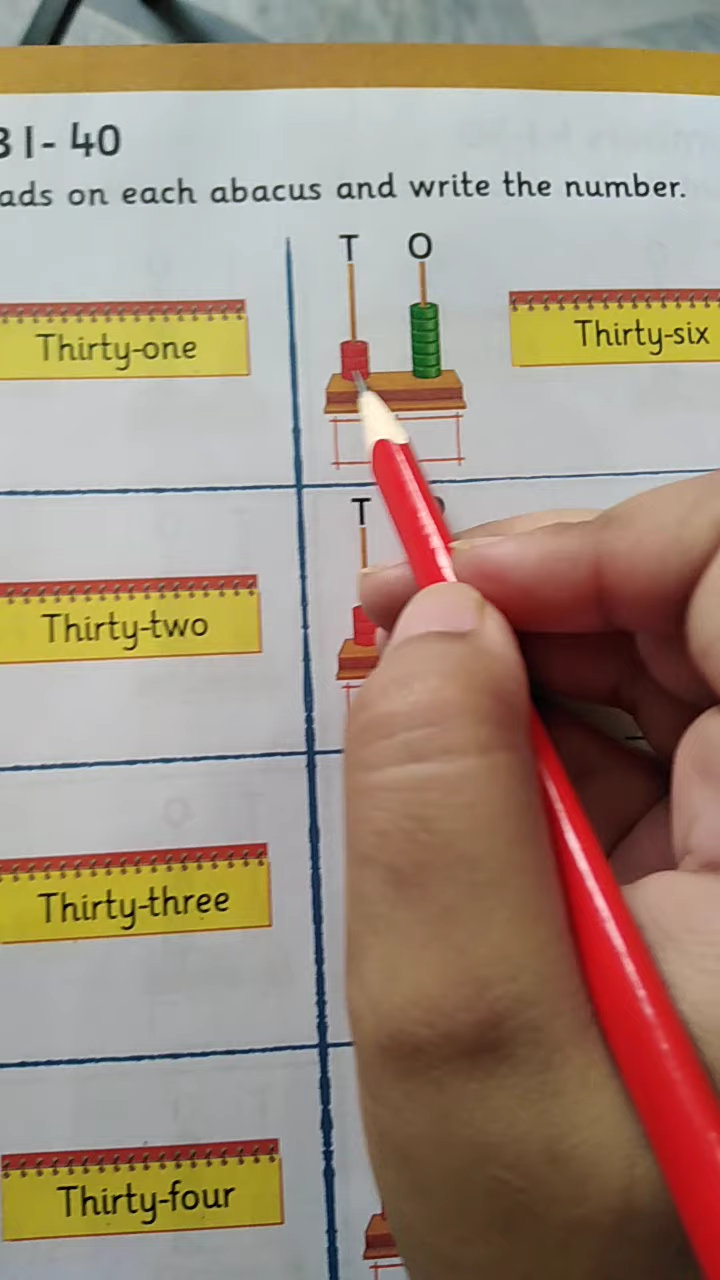 31-40
ads on each abacus and write the number.
T O
Thirty-one
Thirty-six
T
Thirty-two
Thirty-three
Thirty-four